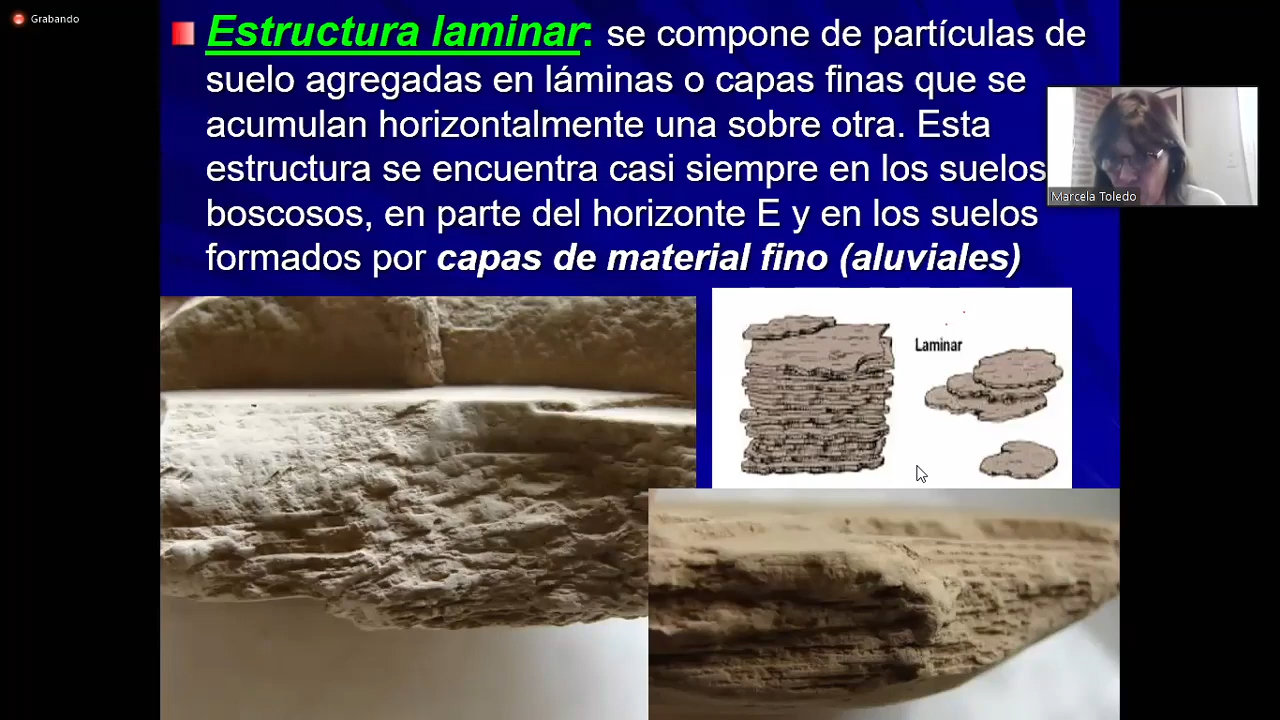 Grabando
Estructura laminar: se compone de partículas de
suelo agregadas en láminas o capas finas que se
acumulan horizontalmente una sobre otra. Esta
estructura se encuentra casi siempre en los suelos
boscosos, en parte del horizonte E y en los suelos
formados por capas de material fino (aluviales)
Marcela Toledo
Laminar